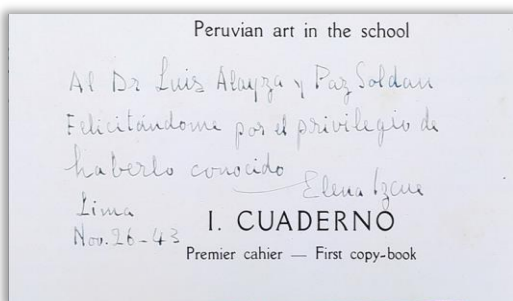 Peruvian art in the school
Al Dr Luis Alayza y Paz Soldan
Felicitándome por el privilegio de
haberlo conocido
Elena Izcue
Lima
Nov. 26-43
I. CUADERNO
Premier cahier — First copy-book